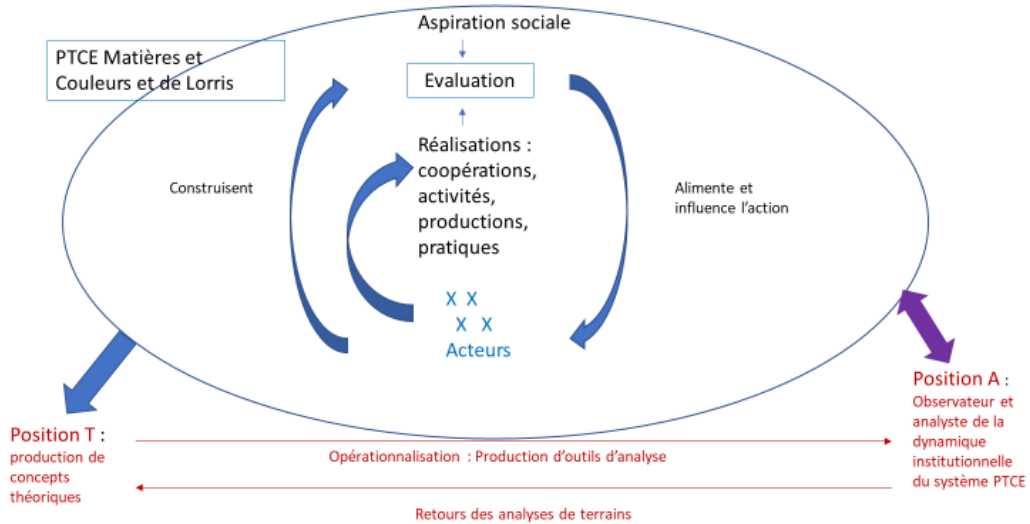 Aspiration sociale
PTCE Matières et
Couleurs et de Lorris
Evaluation
Réalisations :
coopérations,
activités,
productions,
pratiques
Construisent
Alimente et
influence l'action
X X
X X
Acteurs
Position T :
production de
concepts
théoriques
Opérationnalisation : Production d'outils d'analyse
Retours des analyses de terrains
Position A :
Observateur et
analyste de la
dynamique
institutionnelle
du système PTCE